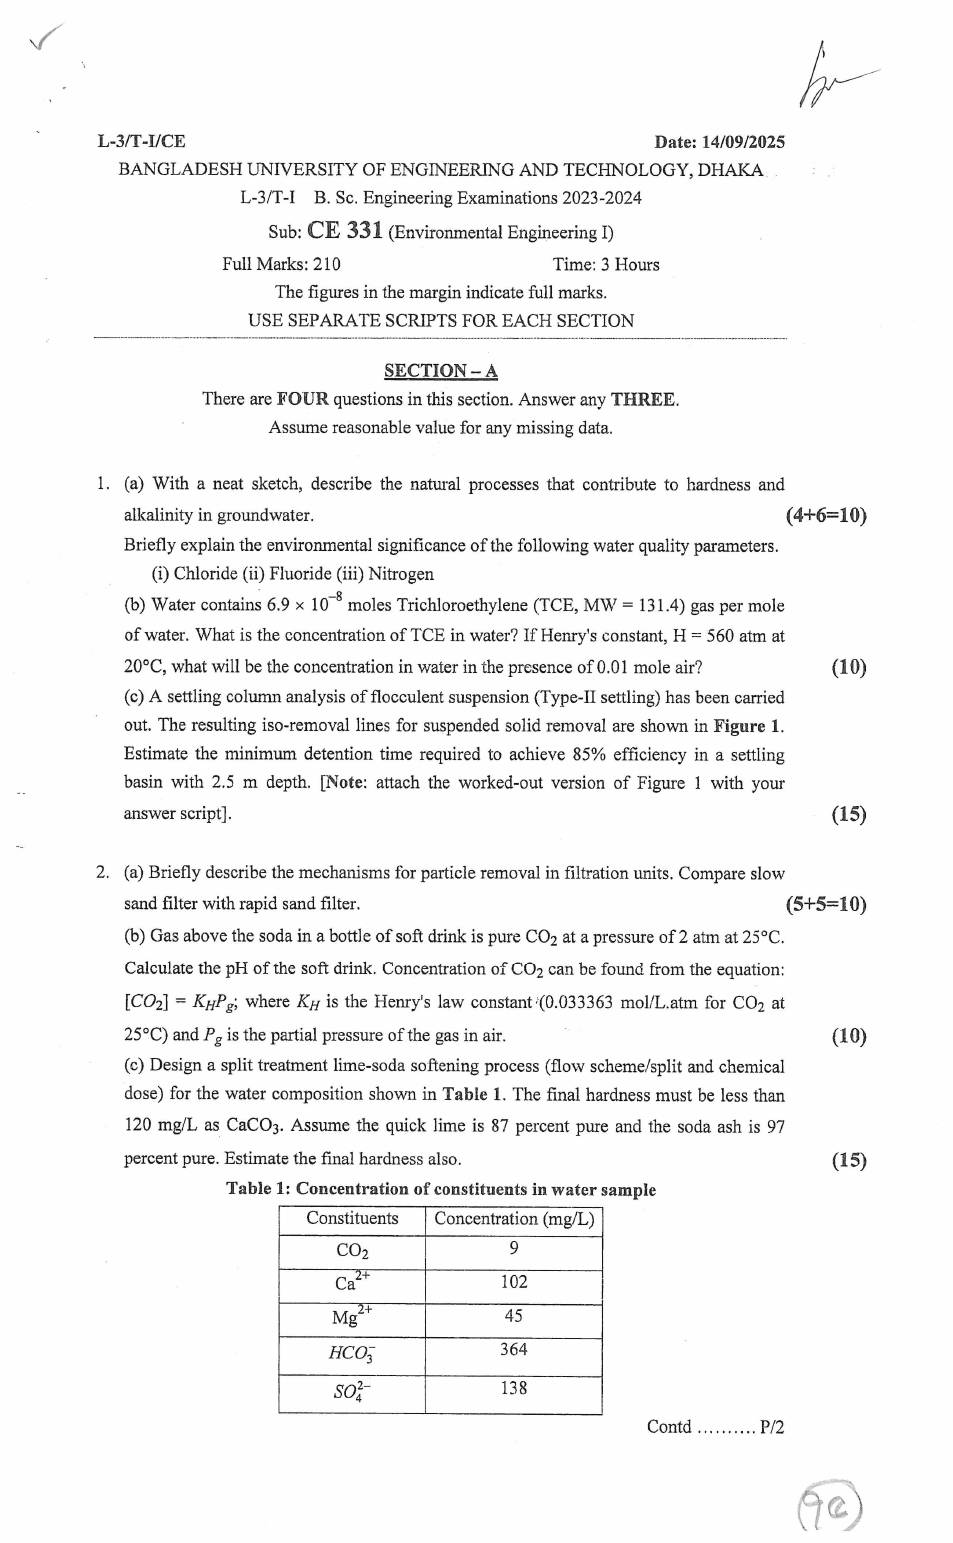 L-3/T-I/CE Date: 14/09/2025
BANGLADESH UNIVERSITY OF ENGINEERING AND TECHNOLOGY, DHAKA
L-3/T-I B. Sc. Engineering Examinations 2023-2024
Sub: CE 331 (Environmental Engineering I)
Full Marks: 210 Time: 3 Hours
The figures in the margin indicate full marks.
USE SEPARATE SCRIPTS FOR EACH SECTION
SECTION – A
There are FOUR questions in this section. Answer any THREE.
Assume reasonable value for any missing data.
1. (a) With a neat sketch, describe the natural processes that contribute to hardness and
alkalinity in groundwater. (4+6=10)
Briefly explain the environmental significance of the following water quality parameters.
(i) Chloride (ii) Fluoride (iii) Nitrogen
(b) Water contains 6.9 × 10⁻⁸ moles Trichloroethylene (TCE, MW = 131.4) gas per mole
of water. What is the concentration of TCE in water? If Henry's constant, H = 560 atm at
20°C, what will be the concentration in water in the presence of 0.01 mole air? (10)
(c) A settling column analysis of flocculent suspension (Type-II settling) has been carried
out. The resulting iso-removal lines for suspended solid removal are shown in Figure 1.
Estimate the minimum detention time required to achieve 85% efficiency in a settling
basin with 2.5 m depth. [Note: attach the worked-out version of Figure 1 with your
answer script]. (15)
2. (a) Briefly describe the mechanisms for particle removal in filtration units. Compare slow
sand filter with rapid sand filter. (5+5=10)
(b) Gas above the soda in a bottle of soft drink is pure CO₂ at a pressure of 2 atm at 25°C.
Calculate the pH of the soft drink. Concentration of CO₂ can be found from the equation:
[CO₂] = K_HP_g; where K_H is the Henry's law constant (0.033363 mol/L.atm for CO₂ at
25°C) and P_g is the partial pressure of the gas in air. (10)
(c) Design a split treatment lime-soda softening process (flow scheme/split and chemical
dose) for the water composition shown in Table 1. The final hardness must be less than
120 mg/L as CaCO₃. Assume the quick lime is 87 percent pure and the soda ash is 97
percent pure. Estimate the final hardness also. (15)
Table 1: Concentration of constituents in water sample
Constituents Concentration (mg/L)
CO₂ 9
Ca²⁺ 102
Mg²⁺ 45
HCO₃⁻ 364
SO₄²⁻ 138
Contd .......... P/2